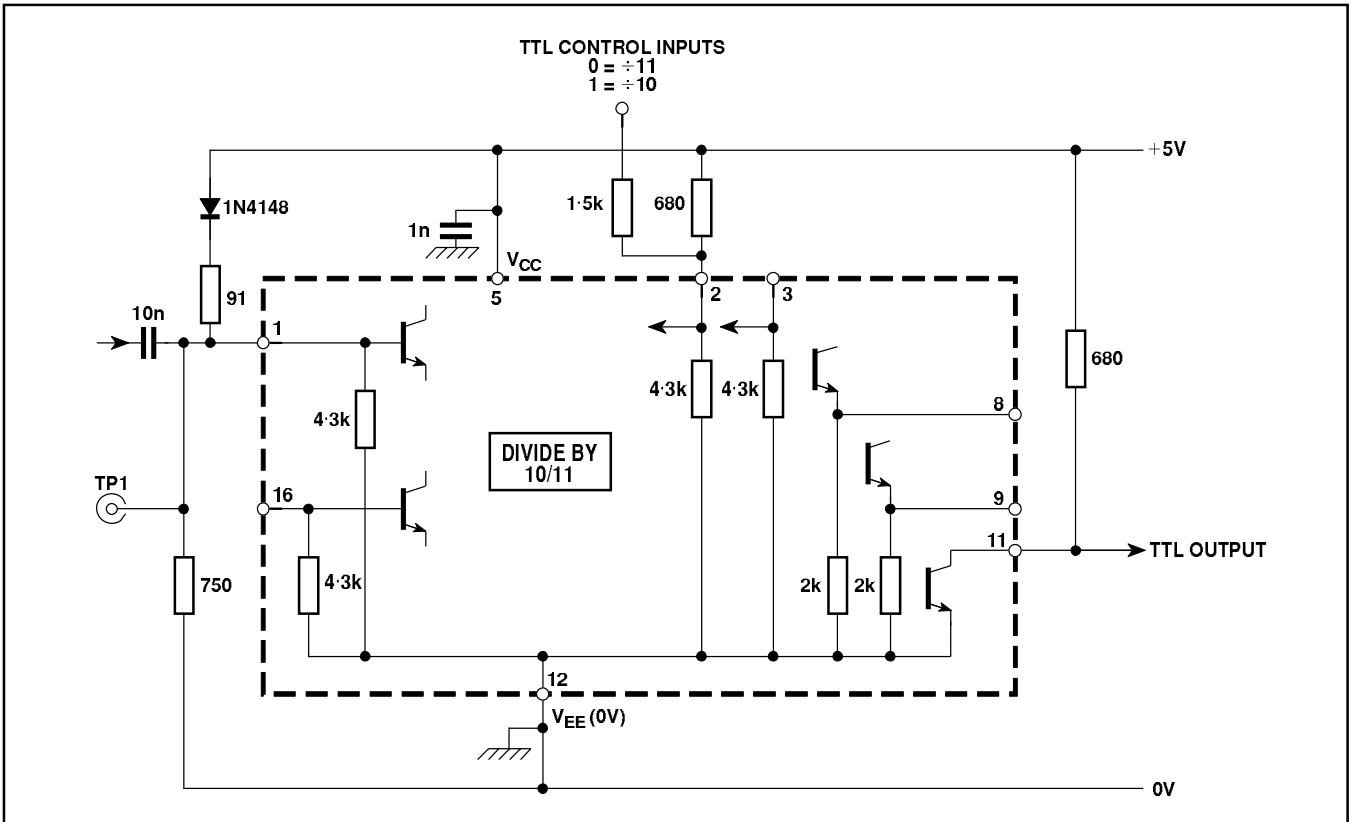 TTL CONTROL INPUTS
0 = ÷11
1 = ÷10
+5V
1N4148
1·5k
680
1n
VCC
5
2
3
91
10n
1
680
4·3k
4·3k
4·3k
8
DIVIDE BY
10/11
TP1
16
9
11
TTL OUTPUT
750
4·3k
2k
2k
12
VEE (0V)
0V